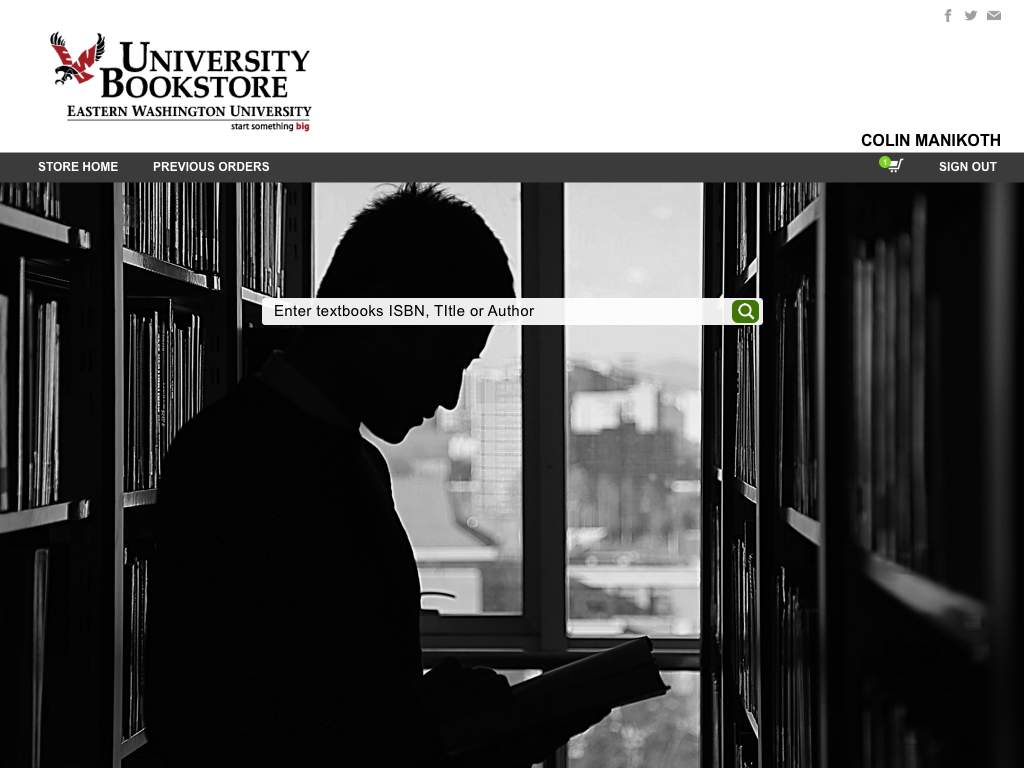 UNIVERSITY
BOOKSTORE
EASTERN WASHINGTON UNIVERSITY
start something big
COLIN MANIKOTH
STORE HOME PREVIOUS ORDERS 1 SIGN OUT
Enter textbooks ISBN, TItle or Author